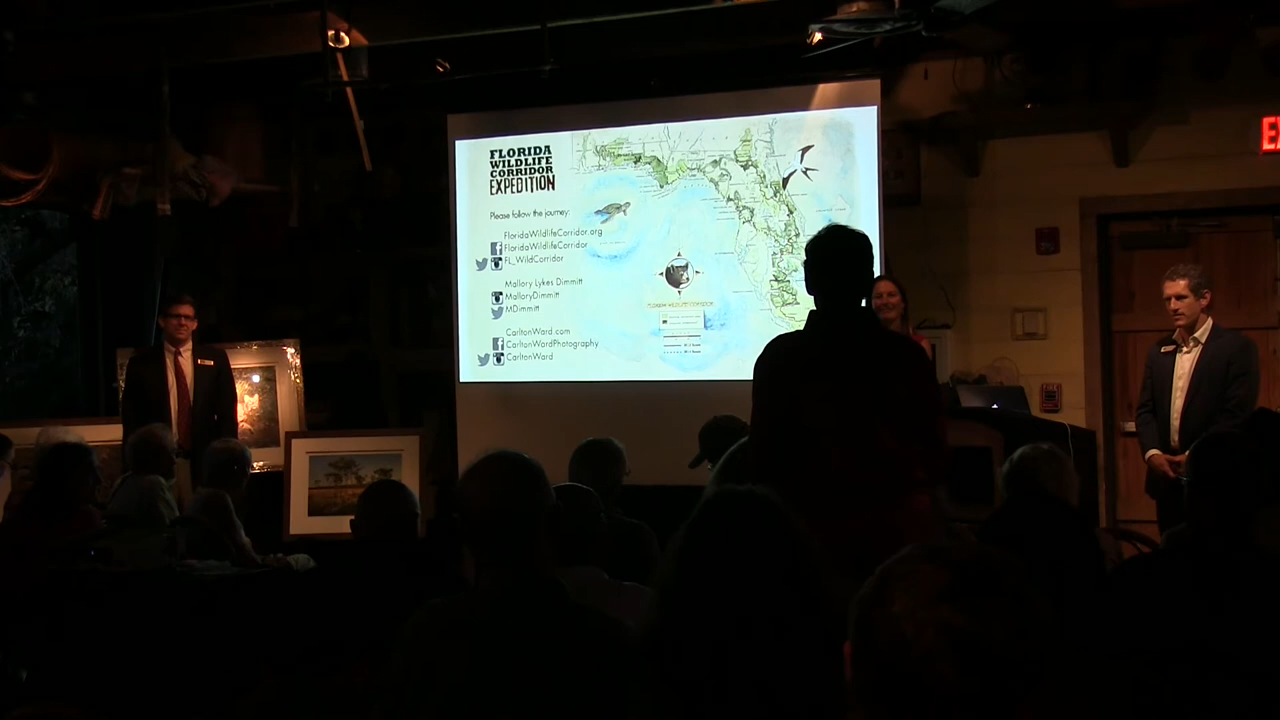 FLORIDA
WILDLIFE
CORRIDOR
EXPEDITION
Please follow the journey:
FloridaWildlifeCorridor.org
FloridaWildlifeCorridor
FL_WildCorridor
Mallory Lykes Dimmitt
MalloryDimmitt
MDimmitt
CarltonWard.com
CarltonWardPhotography
CarltonWard
FIRE